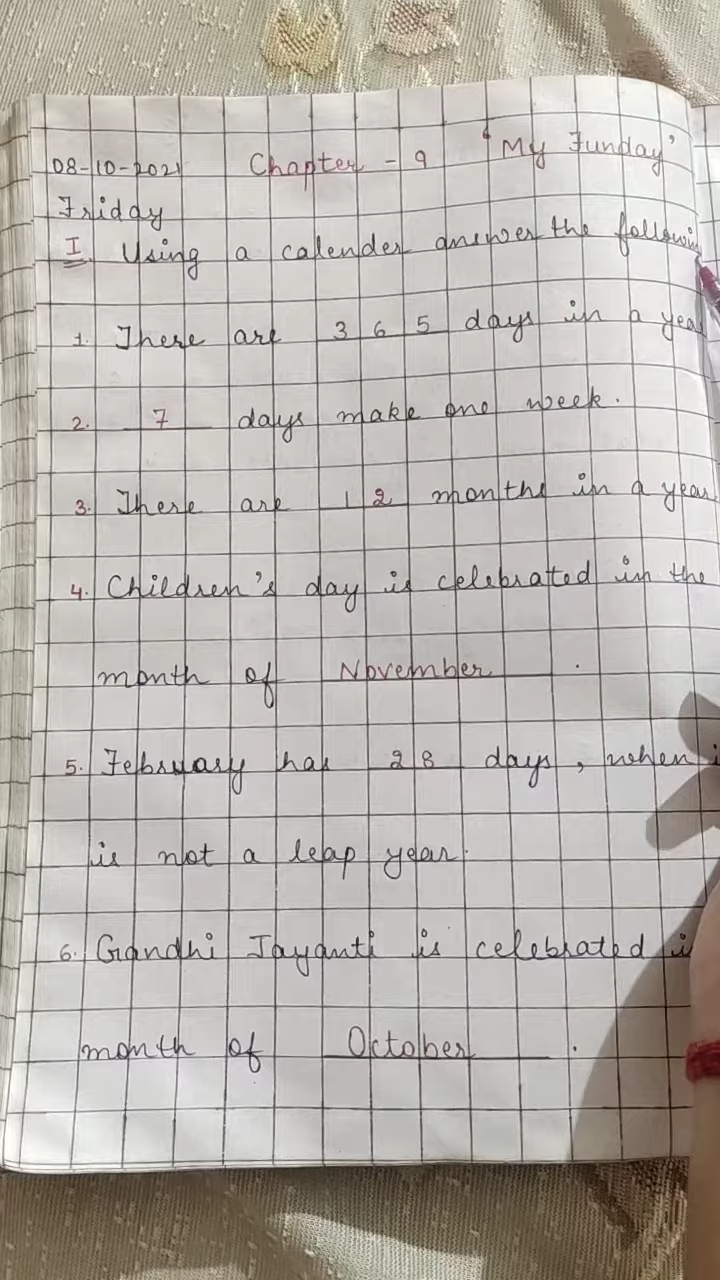 08-10-2021 Chapter - 9 'My Funday'
Friday
I. Using a calender answer the followin
1. There are 365 days in a year
2. 7 days make one week.
3. There are 12 months in a year
4. Children's day is celebrated in the
month of November .
5. February has 28 days, when i
is not a leap year.
6. Gandhi Jayanti is celebrated i
month of October .